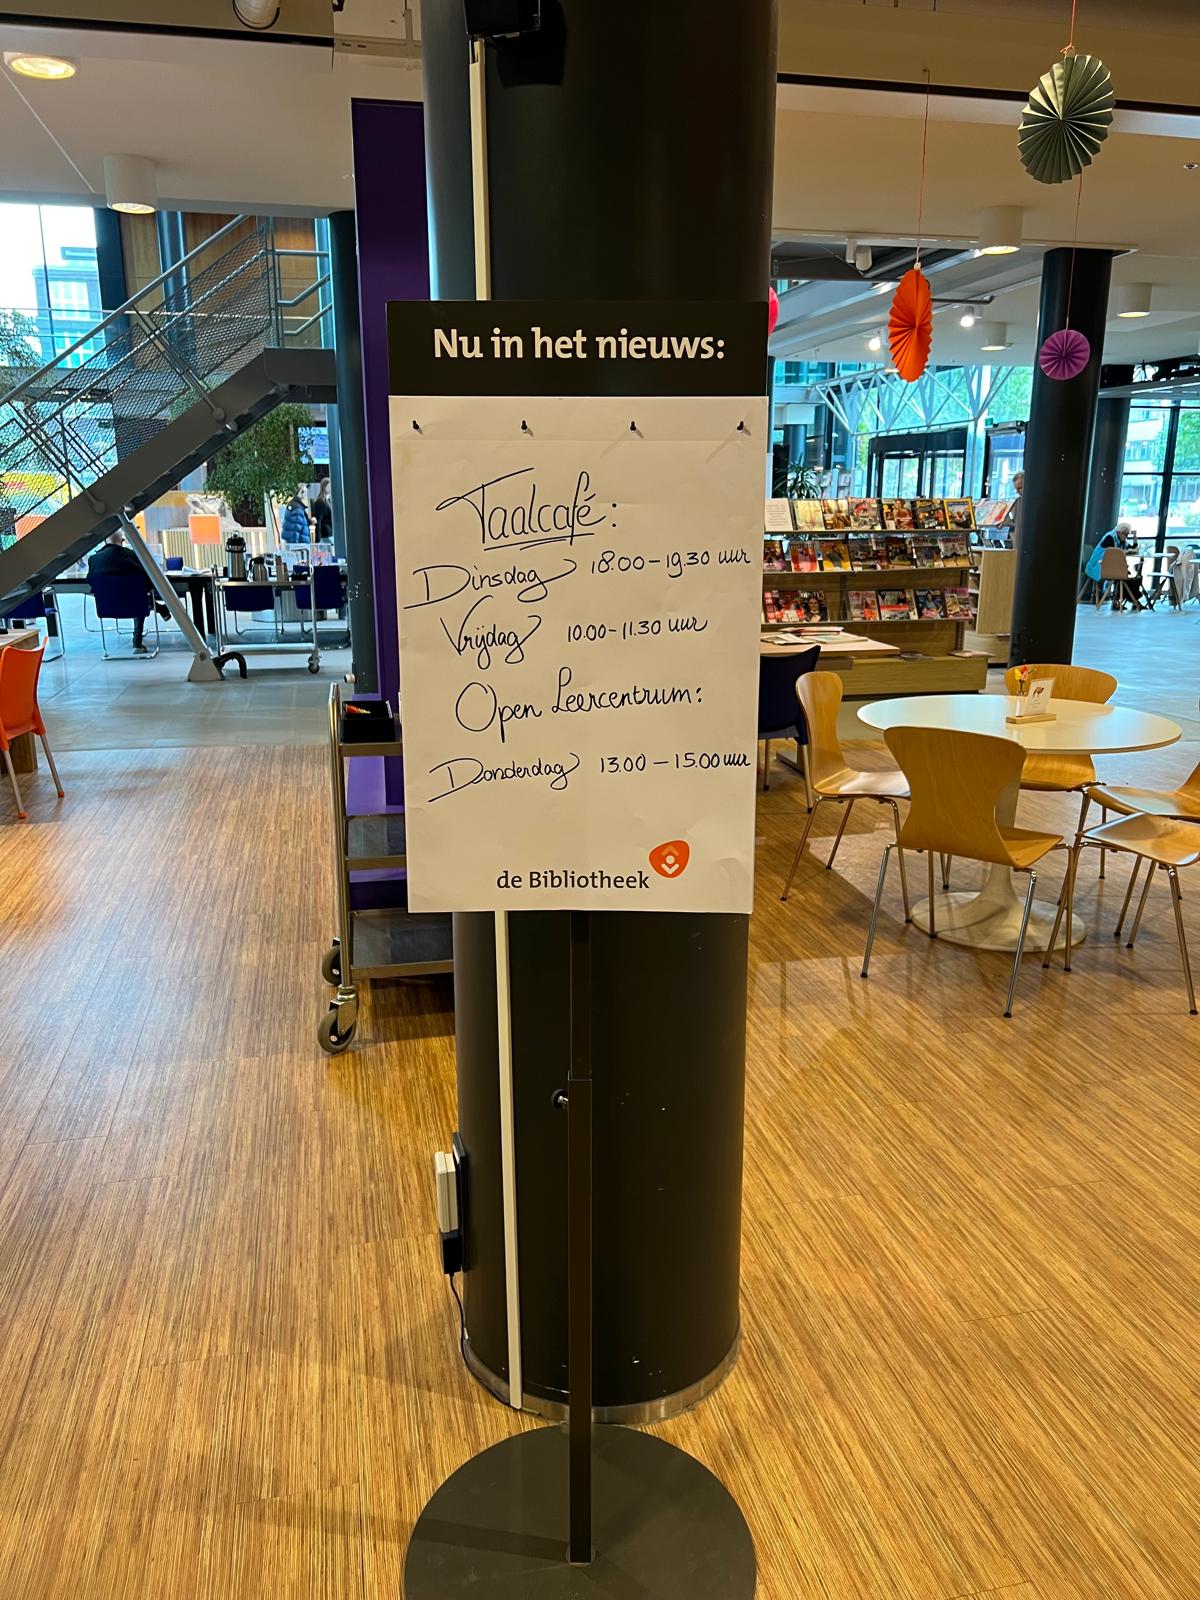 Nu in het nieuws:
Taalcafé:
Dinsdag 18.00-19.30 uur
Vrijdag 10.00-11.30 uur
Open Leercentrum:
Donderdag 13.00-15.00 uur
de Bibliotheek